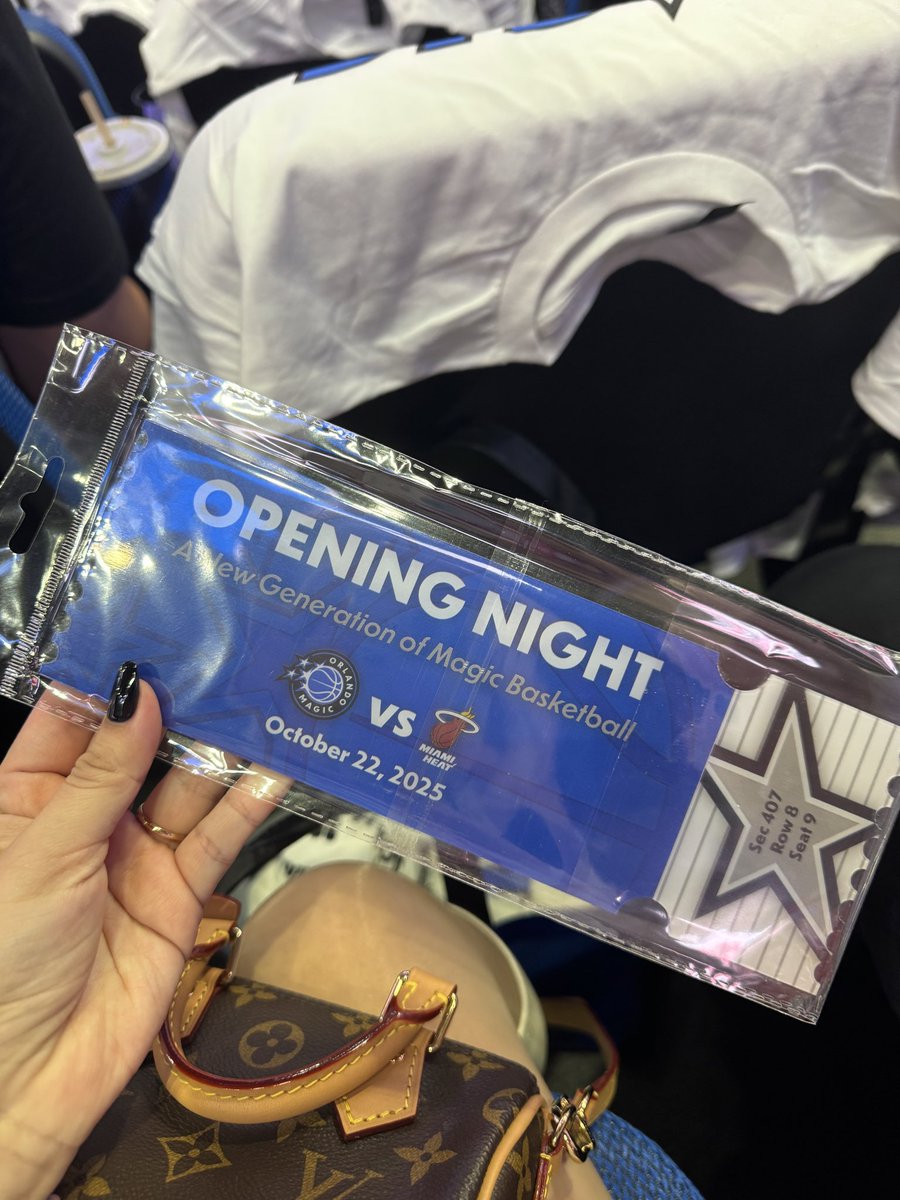 OPENING NIGHT
A New Generation of Magic Basketball
ORLANDO
MAGIC
VS
MIAMI
HEAT
October 22, 2025
Sec 407
Row 8
Seat 9